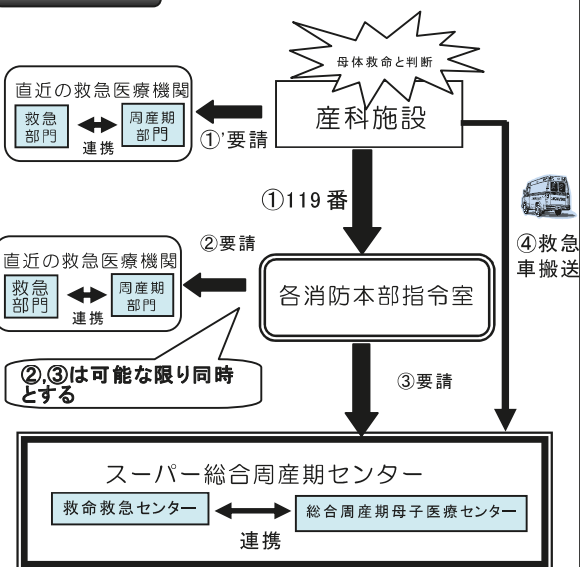 母体救命と判断
産科施設
直近の救急医療機関
救急
部門
周産期
部門
連携
①’要請
①119番
④救急
車搬送
②要請
直近の救急医療機関
救急
部門
周産期
部門
連携
各消防本部指令室
②,③は可能な限り同時
とする
③要請
スーパー総合周産期センター
救命救急センター
総合周産期母子医療センター
連携